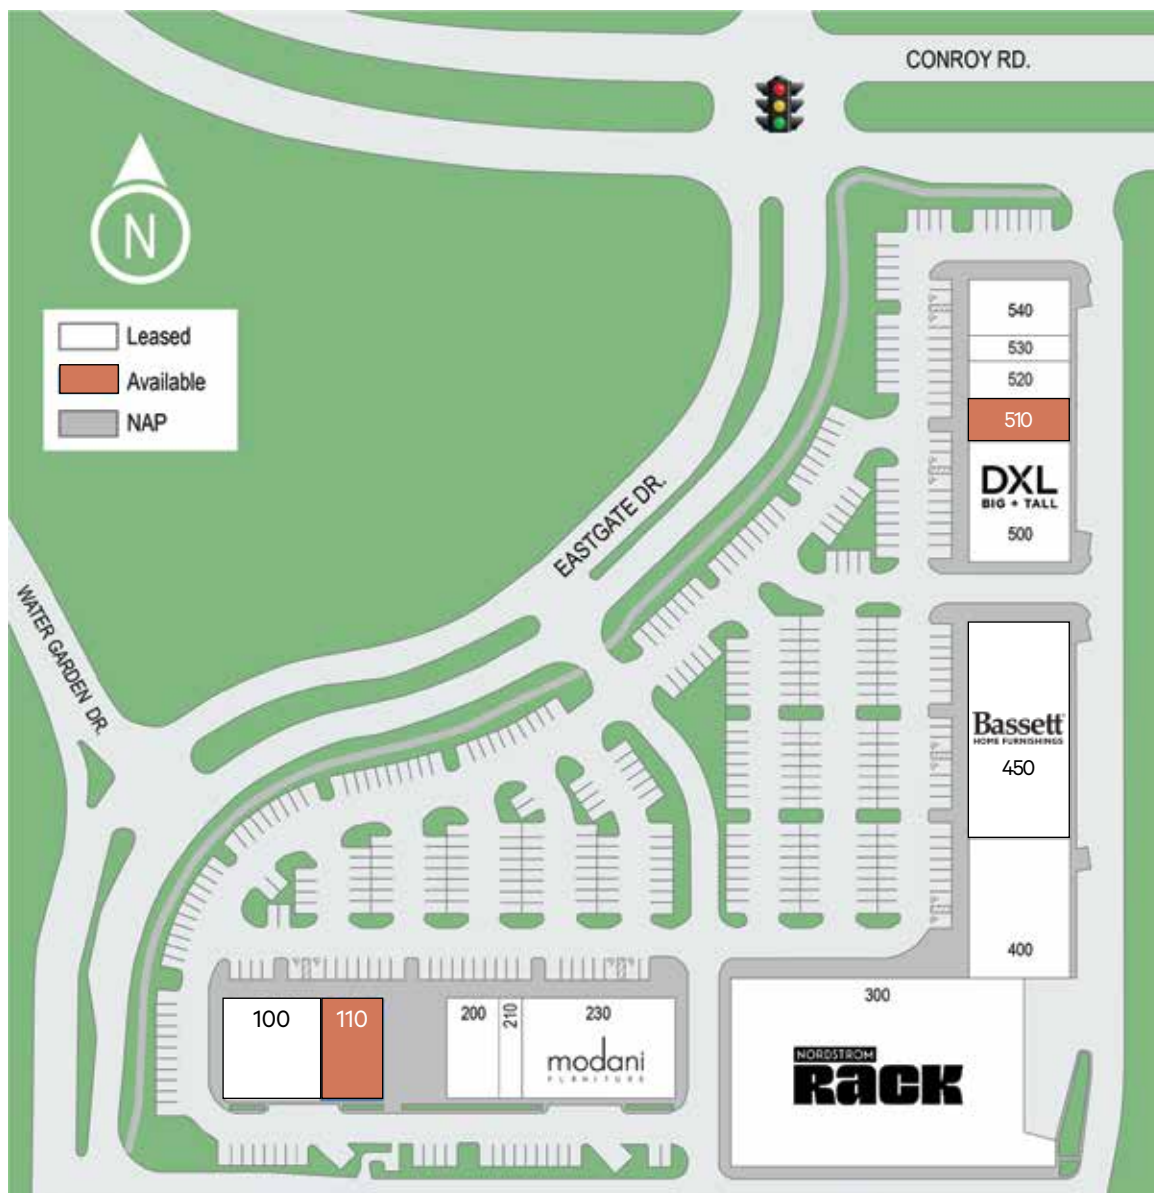 CONROY RD.
N
Leased
Available
NAP
540
530
520
510
DXL
BIG + TALL
500
EASTGATE DR.
WATER GARDEN DR.
Bassett
HOME FURNISHINGS
450
400
300
NORDSTROM
RACK
100
110
200
210
230
modani
FURNITURE